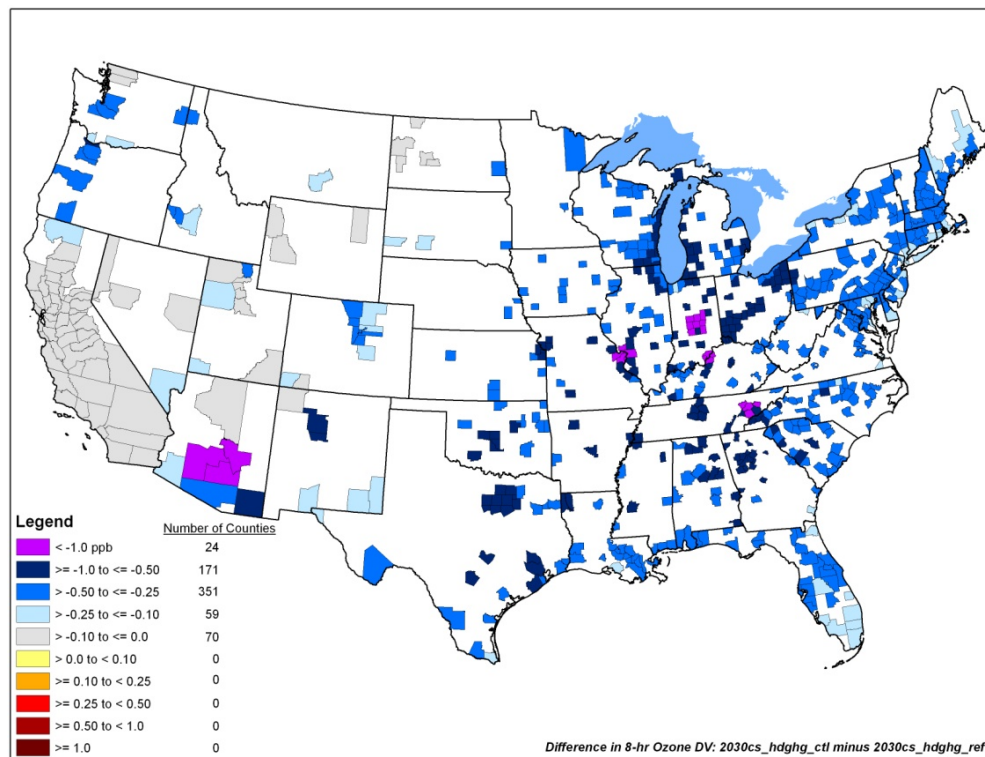 Legend
Number of Counties
< -1.0 ppb 24
>= -1.0 to <= -0.50 171
> -0.50 to <= -0.25 351
> -0.25 to <= -0.10 59
> -0.10 to <= 0.0 70
> 0.0 to < 0.10 0
>= 0.10 to < 0.25 0
>= 0.25 to < 0.50 0
>= 0.50 to < 1.0 0
>= 1.0 0
Difference in 8-hr Ozone DV: 2030cs_hdghg_ctl minus 2030cs_hdghg_ref